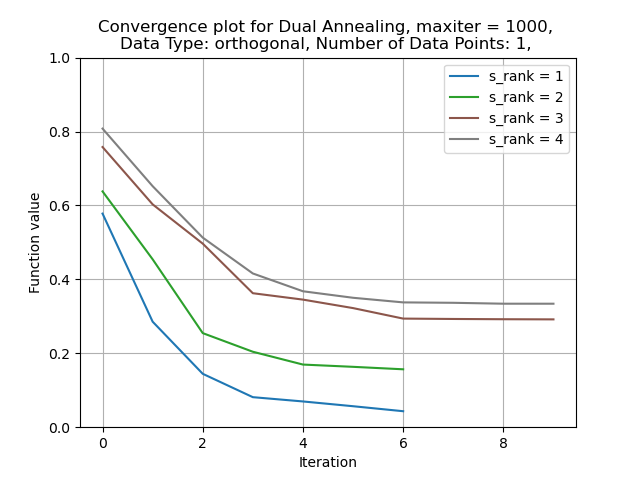 Convergence plot for Dual Annealing, maxiter = 1000,
Data Type: orthogonal, Number of Data Points: 1,
1.0
0.8
0.6
0.4
0.2
0.0
Function value
s_rank = 1
s_rank = 2
s_rank = 3
s_rank = 4
0 2 4 6 8
Iteration